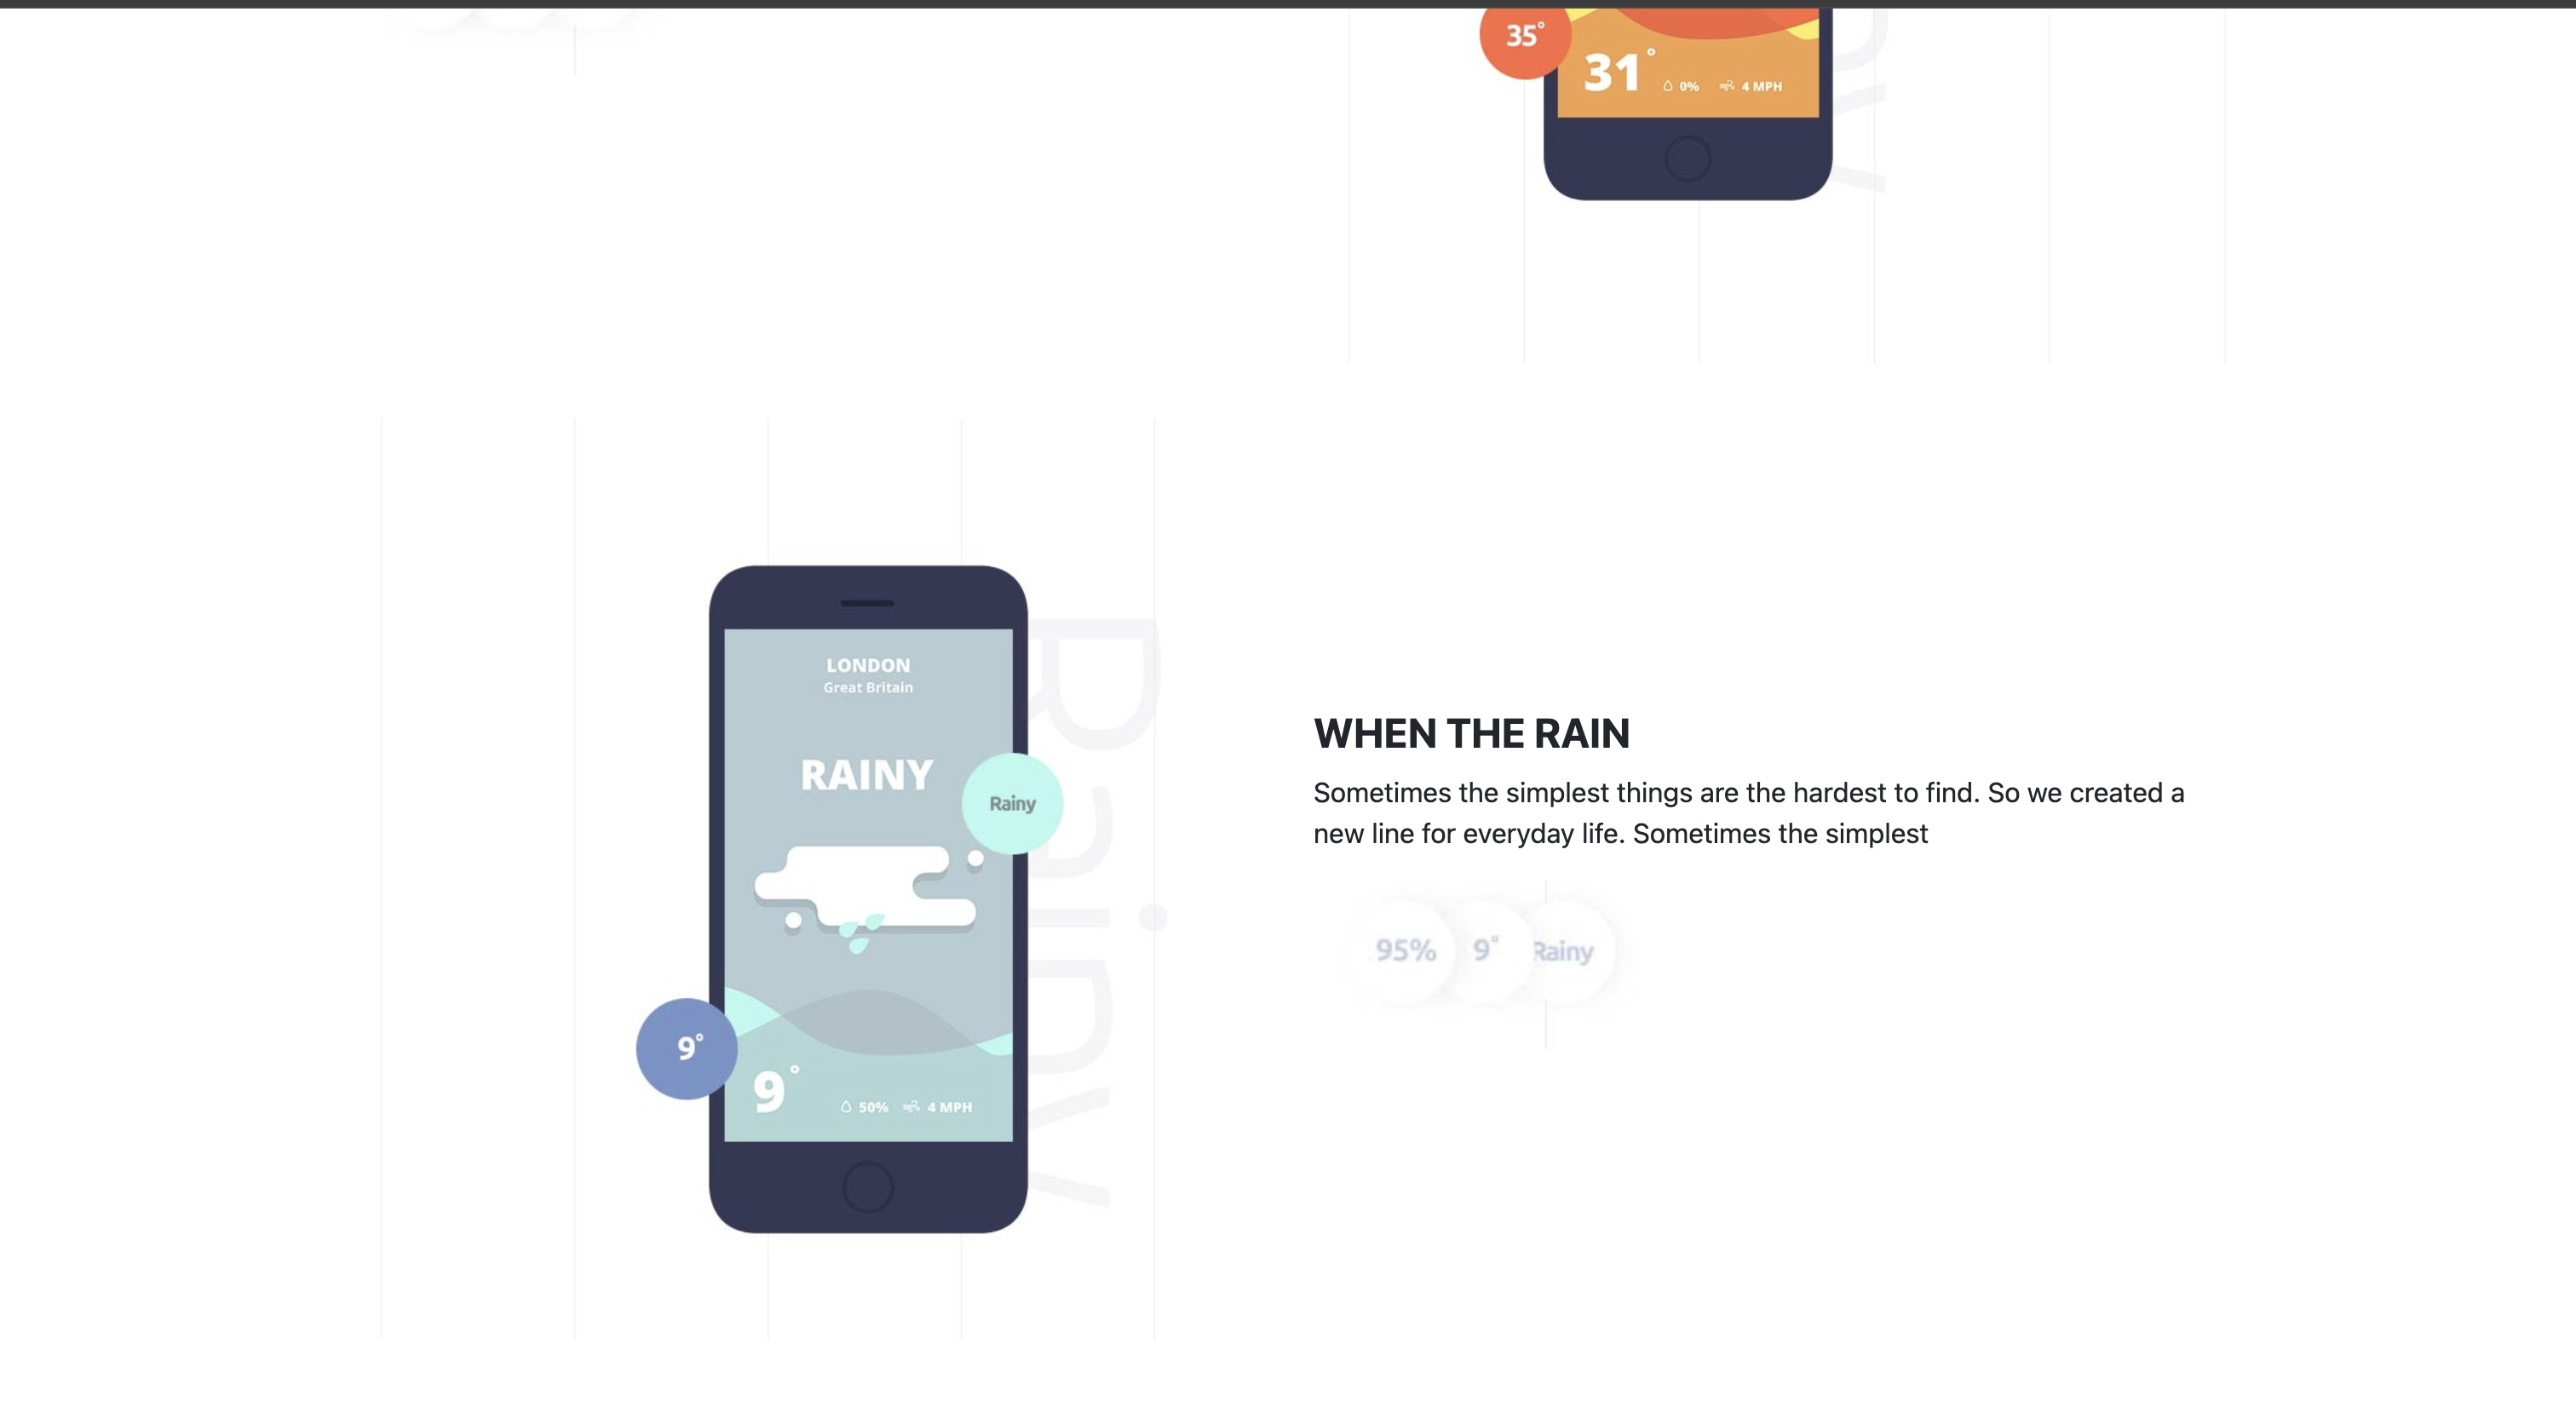 35°
31°
0% 4 MPH
LONDON
Great Britain
RAINY
Rainy
Rainy
9°
9°
50% 4 MPH
WHEN THE RAIN
Sometimes the simplest things are the hardest to find. So we created a
new line for everyday life. Sometimes the simplest
95% 9° Rainy